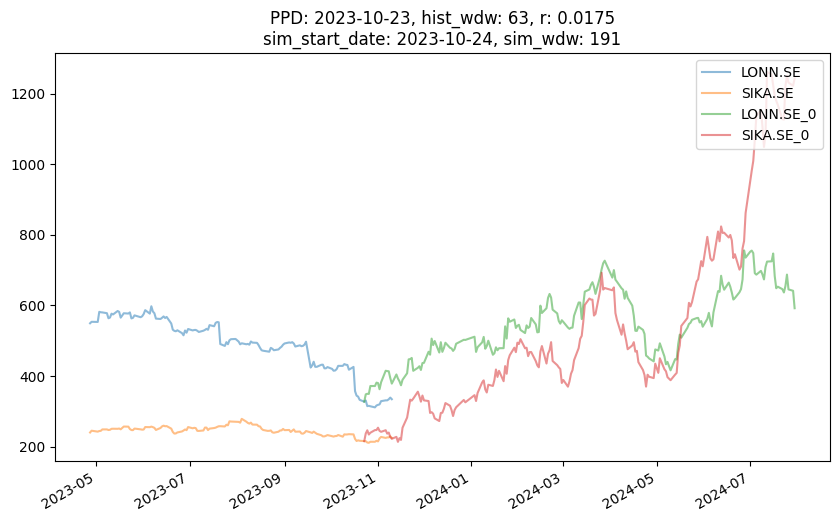 PPD: 2023-10-23, hist_wdw: 63, r: 0.0175
sim_start_date: 2023-10-24, sim_wdw: 191
LONN.SE
SIKA.SE
LONN.SE_0
SIKA.SE_0
1200
1000
800
600
400
200
2023-05
2023-07
2023-09
2023-11
2024-01
2024-03
2024-05
2024-07